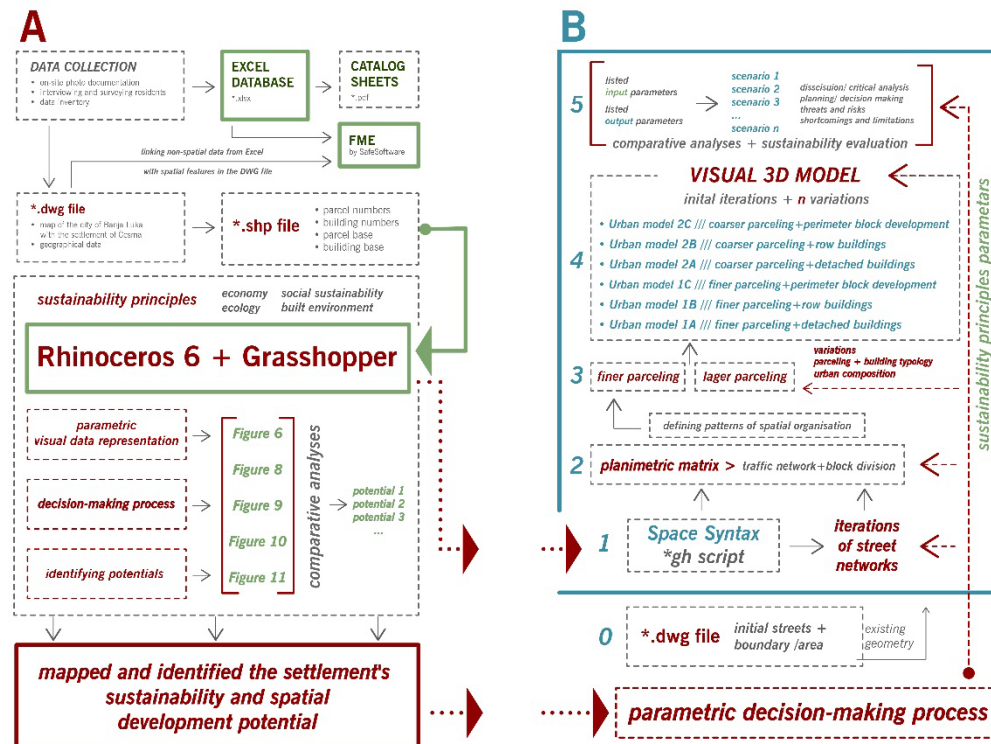 A
DATA COLLECTION
• on-site photo documentation
• interviewing and surveying residents
• data inventory
EXCEL
DATABASE
*.xlsx
CATALOG
SHEETS
*.pdf
FME
by SafeSoftware
linking non-spatial data from Excel
with spatial features in the DWG file
*.dwg file
• map of the city of Banja Luka
with the settlement of Česma
• geographical data
*.shp file
• parcel numbers
• building numbers
• parcel base
• builiding base
sustainability principles
economy
ecology
social sustainability
built environment
Rhinoceros 6 + Grasshopper
parametric
visual data representation
decision-making process
identifying potentials
Figure 6
Figure 8
Figure 9
Figure 10
Figure 11
comparative analyses
potential 1
potential 2
potential 3
...
mapped and identified the settlement's
sustainability and spatial
development potential
B
5
listed
input parameters
listed
output parameters
scenario 1
scenario 2
scenario 3
...
scenario n
disscisuion/ critical analysis
planning/ decision making
threats and risks
shortcomings and limitations
comparative analyses + sustainability evaluation
VISUAL 3D MODEL
inital iterions + n variations
4
• Urban model 2C /// coarser parceling+perimeter block development
• Urban model 2B /// coarser parceling+row buildings
• Urban model 2A /// coarser parceling+detached buildings
• Urban model 1C /// finer parceling+perimeter block development
• Urban model 1B /// finer parceling+row buildings
• Urban model 1A /// finer parceling+detached buildings
3
finer parceling
lager parceling
variations
parceling + building typology
urban composition
defining patterns of spatial organisation
2
planimetric matrix > traffic network+block division
1
Space Syntax
*gh script
iterations
of street
networks
0
*.dwg file
initial streets +
boundary /area
existing
geometry
parametric decision-making process
sustainability principles parametars